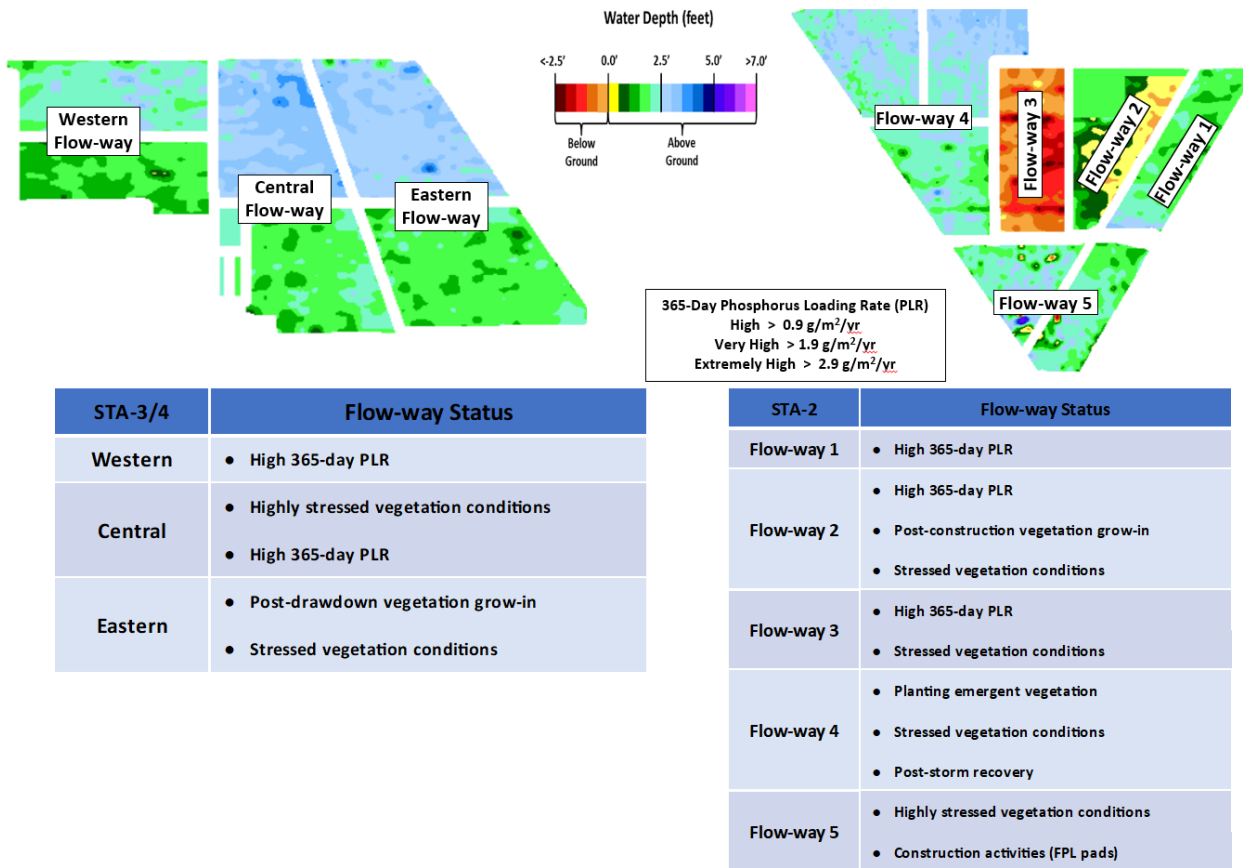 Water Depth (feet)
<-2.5' 0.0' 2.5' 5.0' >7.0'
Below
Ground
Above
Ground
Western
Flow-way
Central
Flow-way
Eastern
Flow-way
Flow-way 4
Flow-way 3
Flow-way 2
Flow-way 1
Flow-way 5
365-Day Phosphorus Loading Rate (PLR)
High > 0.9 g/m²/yr
Very High > 1.9 g/m²/yr
Extremely High > 2.9 g/m²/yr
STA-3/4 Flow-way Status
Western
● High 365-day PLR
Central
● Highly stressed vegetation conditions
● High 365-day PLR
Eastern
● Post-drawdown vegetation grow-in
● Stressed vegetation conditions
STA-2 Flow-way Status
Flow-way 1
● High 365-day PLR
Flow-way 2
● High 365-day PLR
● Post-construction vegetation grow-in
● Stressed vegetation conditions
Flow-way 3
● High 365-day PLR
● Stressed vegetation conditions
Flow-way 4
● Planting emergent vegetation
● Stressed vegetation conditions
● Post-storm recovery
Flow-way 5
● Highly stressed vegetation conditions
● Construction activities (FPL pads)